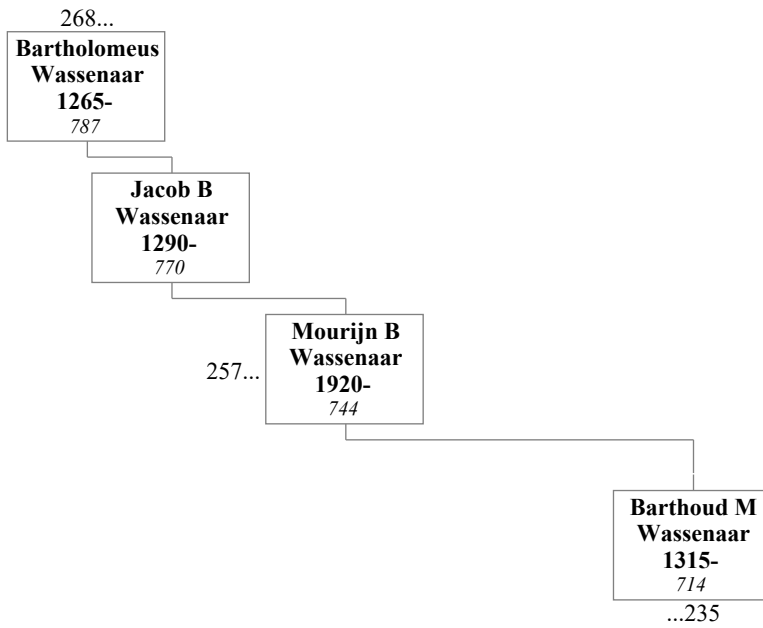 268...
Bartholomeus
Wassenaar
1265-
787
Jacob B
Wassenaar
1290-
770
257...
Mourijn B
Wassenaar
1920-
744
Barthoud M
Wassenaar
1315-
714
...235